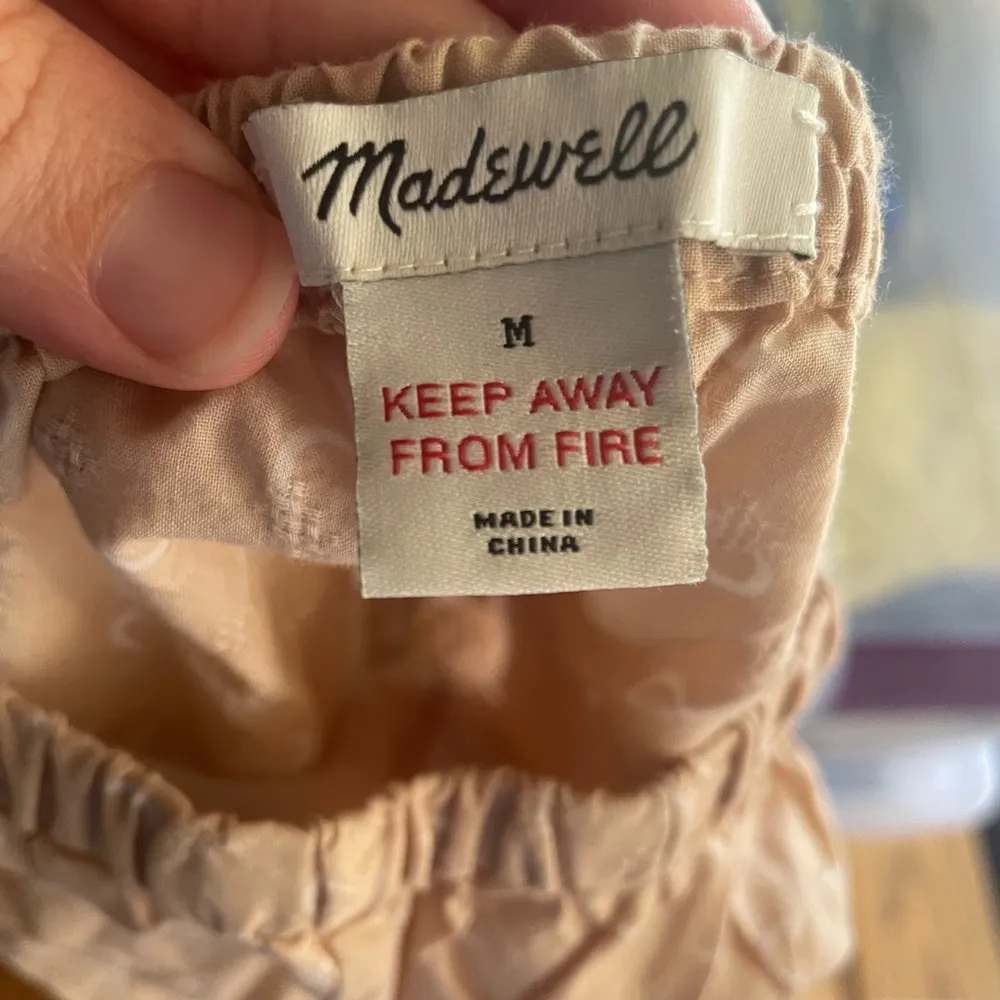 Madewell
M
KEEP AWAY
FROM FIRE
MADE IN
CHINA